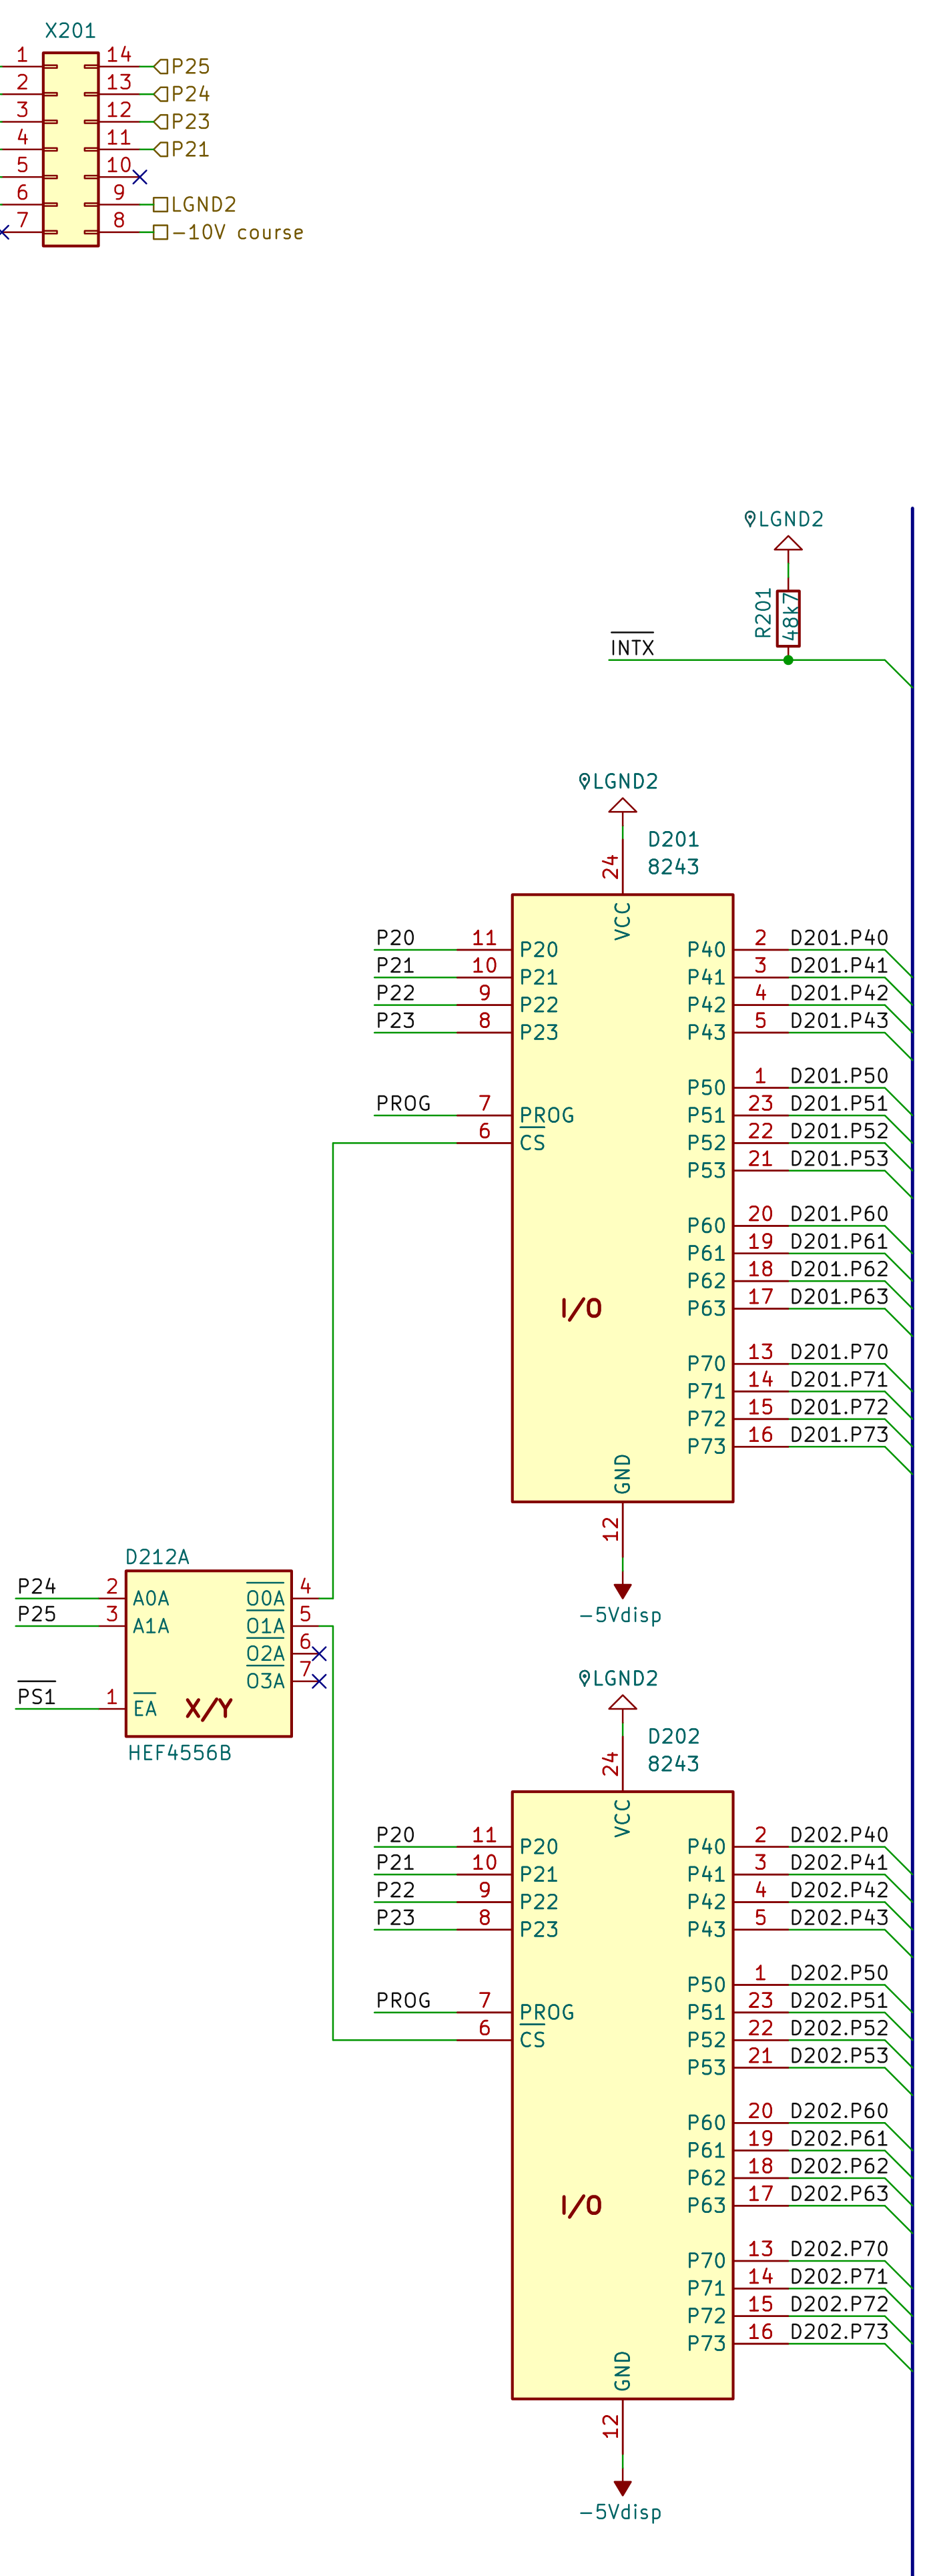 X201
1 14 P25
2 13 P24
3 12 P23
4 11 P21
5 10
6 9 LGND2
7 8 -10V course
LGND2
R201
48k7
INTX
LGND2
D201
8243
24
VCC
P20 11 P20 P40 2 D201.P40
P21 10 P21 P41 3 D201.P41
P22 9 P22 P42 4 D201.P42
P23 8 P23 P43 5 D201.P43
P50 1 D201.P50
PROG 7 PROG P51 23 D201.P51
6 CS P52 22 D201.P52
P53 21 D201.P53
P60 20 D201.P60
P61 19 D201.P61
P62 18 D201.P62
I/O P63 17 D201.P63
P70 13 D201.P70
P71 14 D201.P71
P72 15 D201.P72
P73 16 D201.P73
GND
12
-5Vdisp
D212A
P24 2 A0A O0A 4
P25 3 A1A O1A 5
O2A 6
O3A 7
PS1 1 EA X/Y
HEF4556B
LGND2
D202
8243
24
VCC
P20 11 P20 P40 2 D202.P40
P21 10 P21 P41 3 D202.P41
P22 9 P22 P42 4 D202.P42
P23 8 P23 P43 5 D202.P43
P50 1 D202.P50
PROG 7 PROG P51 23 D202.P51
6 CS P52 22 D202.P52
P53 21 D202.P53
P60 20 D202.P60
P61 19 D202.P61
P62 18 D202.P62
I/O P63 17 D202.P63
P70 13 D202.P70
P71 14 D202.P71
P72 15 D202.P72
P73 16 D202.P73
GND
12
-5Vdisp